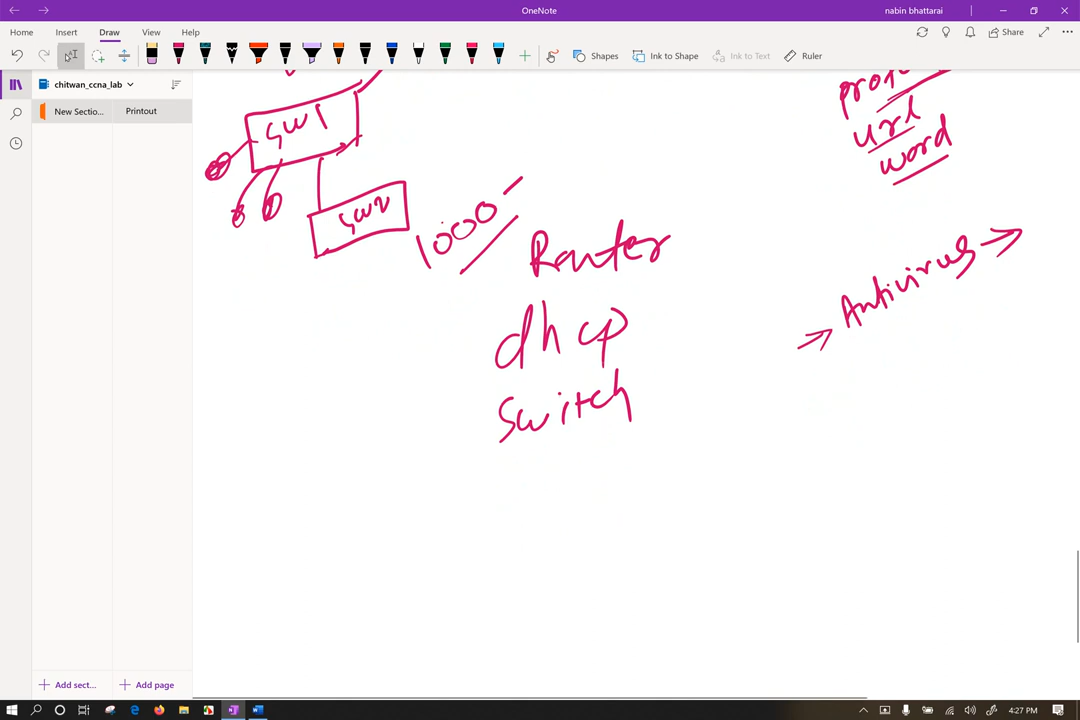 OneNote
nabin bhattarai
Home
Insert
Draw
View
Help
Share
Shapes
Ink to Shape
Ink to Text
Ruler
chitwan_ccna_lab
New Sectio...
Printout
SW1
SW2
1000
Router
dhcp
Switch
url
word
Antivirus
Add sect...
Add page
4:27 PM